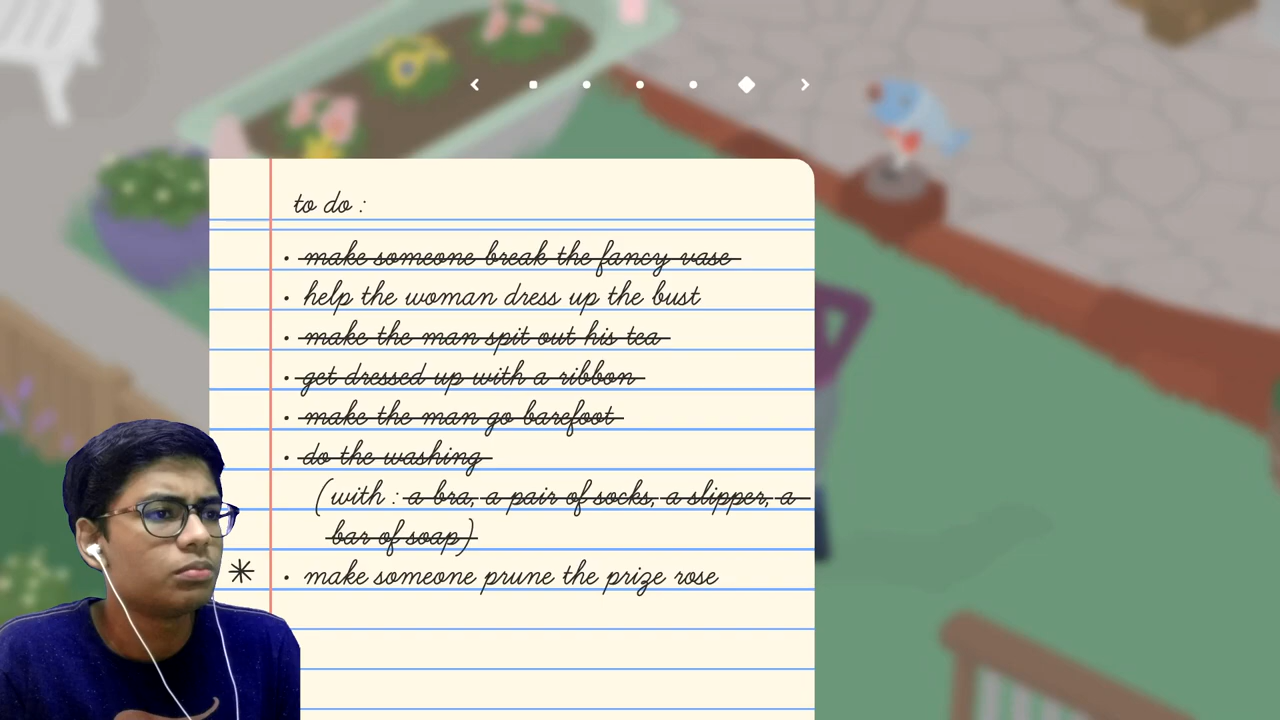 to do :
• make someone break the fancy vase
• help the woman dress up the bust
• make the man spit out his tea
• get dressed up with a ribbon
• make the man go barefoot
• do the washing
(with : a bra, a pair of socks, a slipper, a
bar of soap)
• make someone prune the prize rose